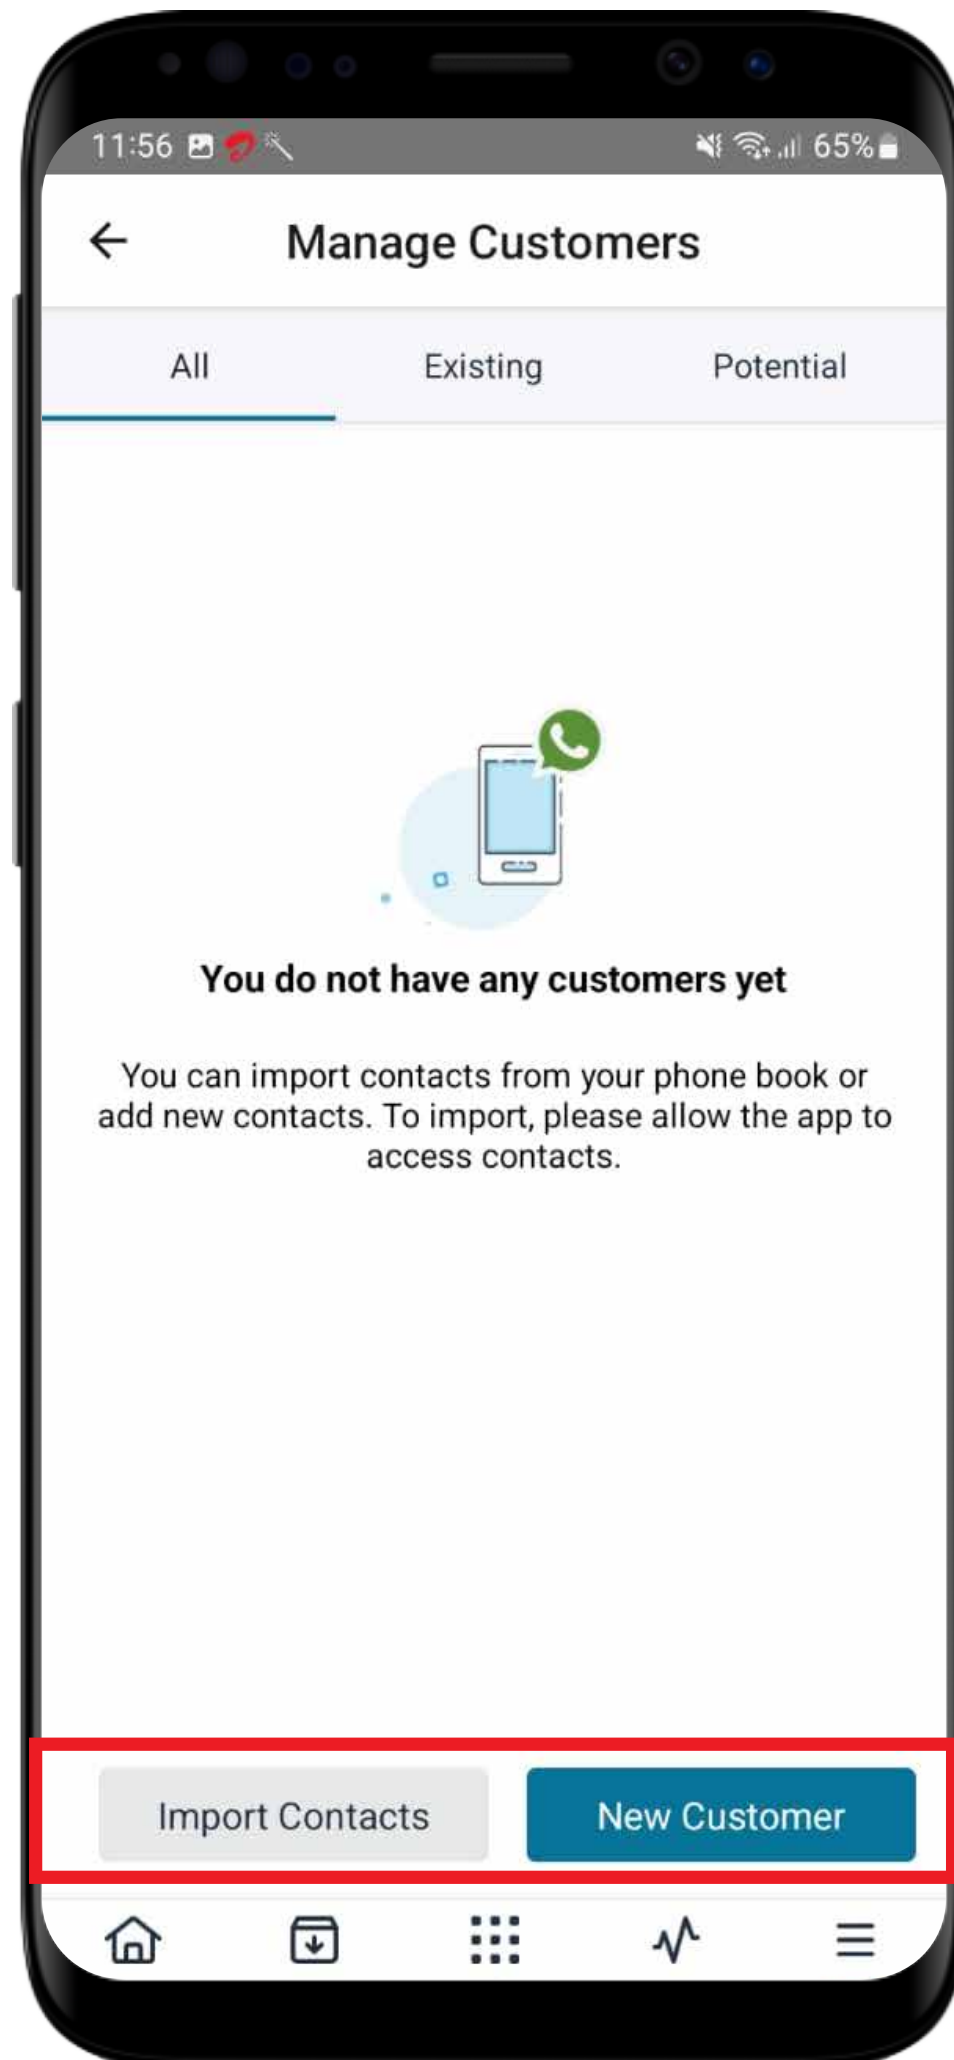 11:56
65%
Manage Customers
All
Existing
Potential
You do not have any customers yet
You can import contacts from your phone book or
add new contacts. To import, please allow the app to
access contacts.
Import Contacts
New Customer